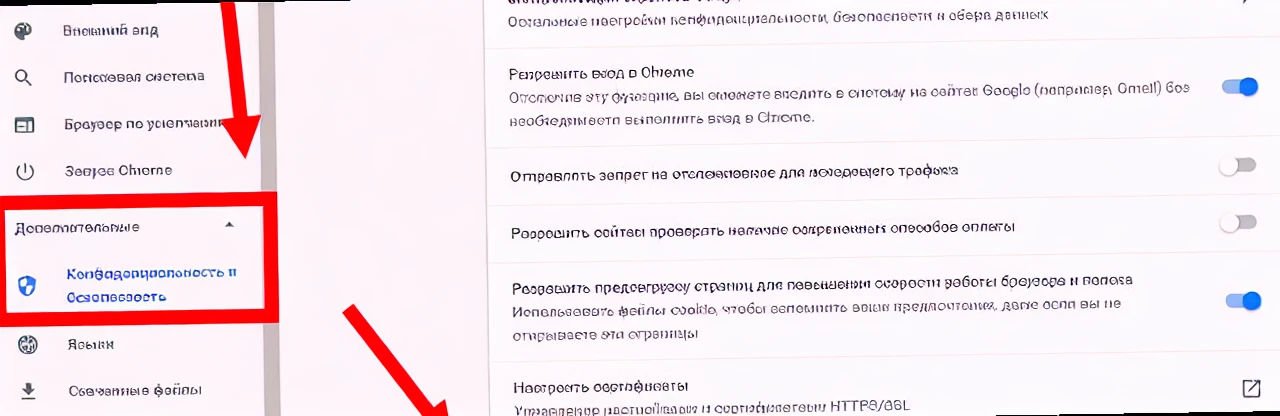 Внешний вид
Поисковая система
Браузер по умолчанию
Запуск Chrome
Дополнительные
Конфиденциальность и
безопасность
Языки
Скачанные файлы
Остальные настройки конфиденциальности, безопасности и сбора данных
Разрешить вход в Chrome
Отключив эту функцию, вы сможете входить в систему на сайтах Google (например, Gmail) без
необходимости выполнять вход в Chrome.
Отправлять запрет на отслеживание для исходящего трафика
Разрешить сайтам проверять наличие сохраненных способов оплаты
Разрешить предзагрузку страниц для повышения скорости работы браузера и поиска
Использовать файлы cookie, чтобы вспомнить ваши предпочтения, даже если вы не
открываете эти страницы
Настроить сертификаты
Управление настройками и сертификатами HTTPS/SSL